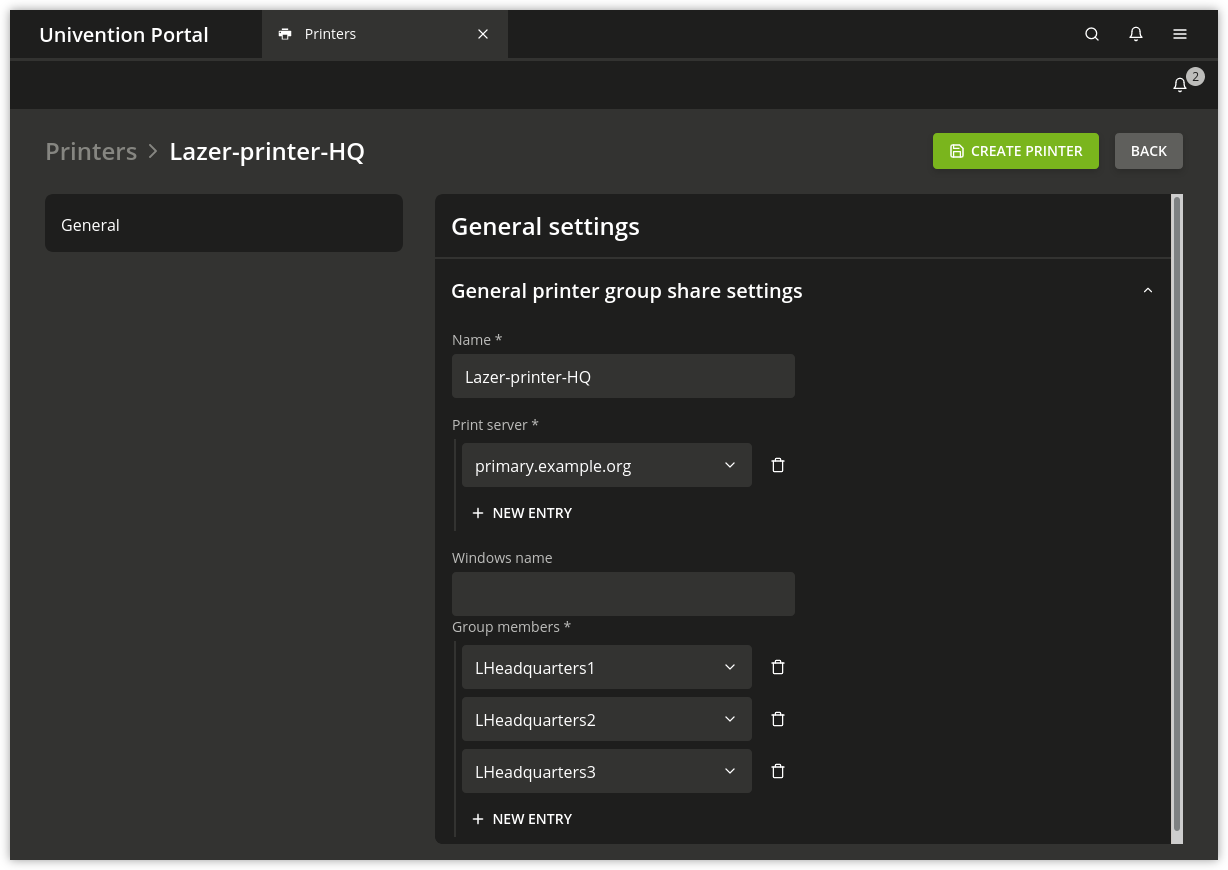 Univention Portal
Printers
2
Printers > Lazer-printer-HQ
CREATE PRINTER
BACK
General
General settings
General printer group share settings
Name *
Lazer-printer-HQ
Print server *
primary.example.org
+ NEW ENTRY
Windows name
Group members *
LHeadquarters1
LHeadquarters2
LHeadquarters3
+ NEW ENTRY